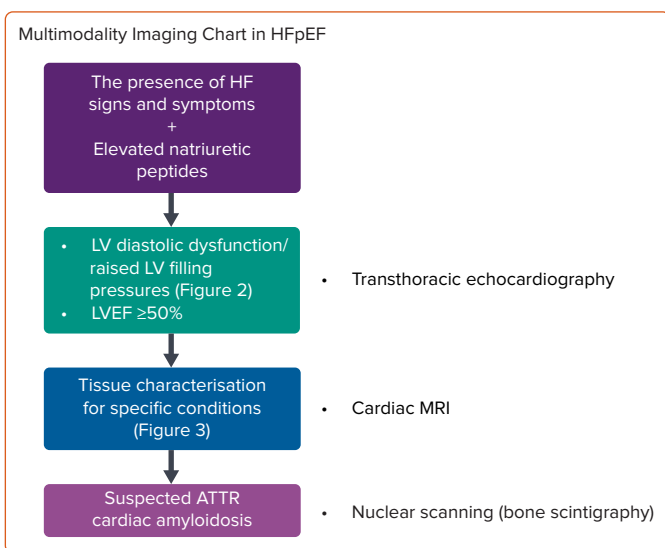 Multimodality Imaging Chart in HFpEF
The presence of HF
signs and symptoms
+
Elevated natriuretic
peptides
• LV diastolic dysfunction/
raised LV filling
pressures (Figure 2)
• LVEF ≥50%
• Transthoracic echocardiography
Tissue characterisation
for specific conditions
(Figure 3)
• Cardiac MRI
Suspected ATTR
cardiac amyloidosis
• Nuclear scanning (bone scintigraphy)